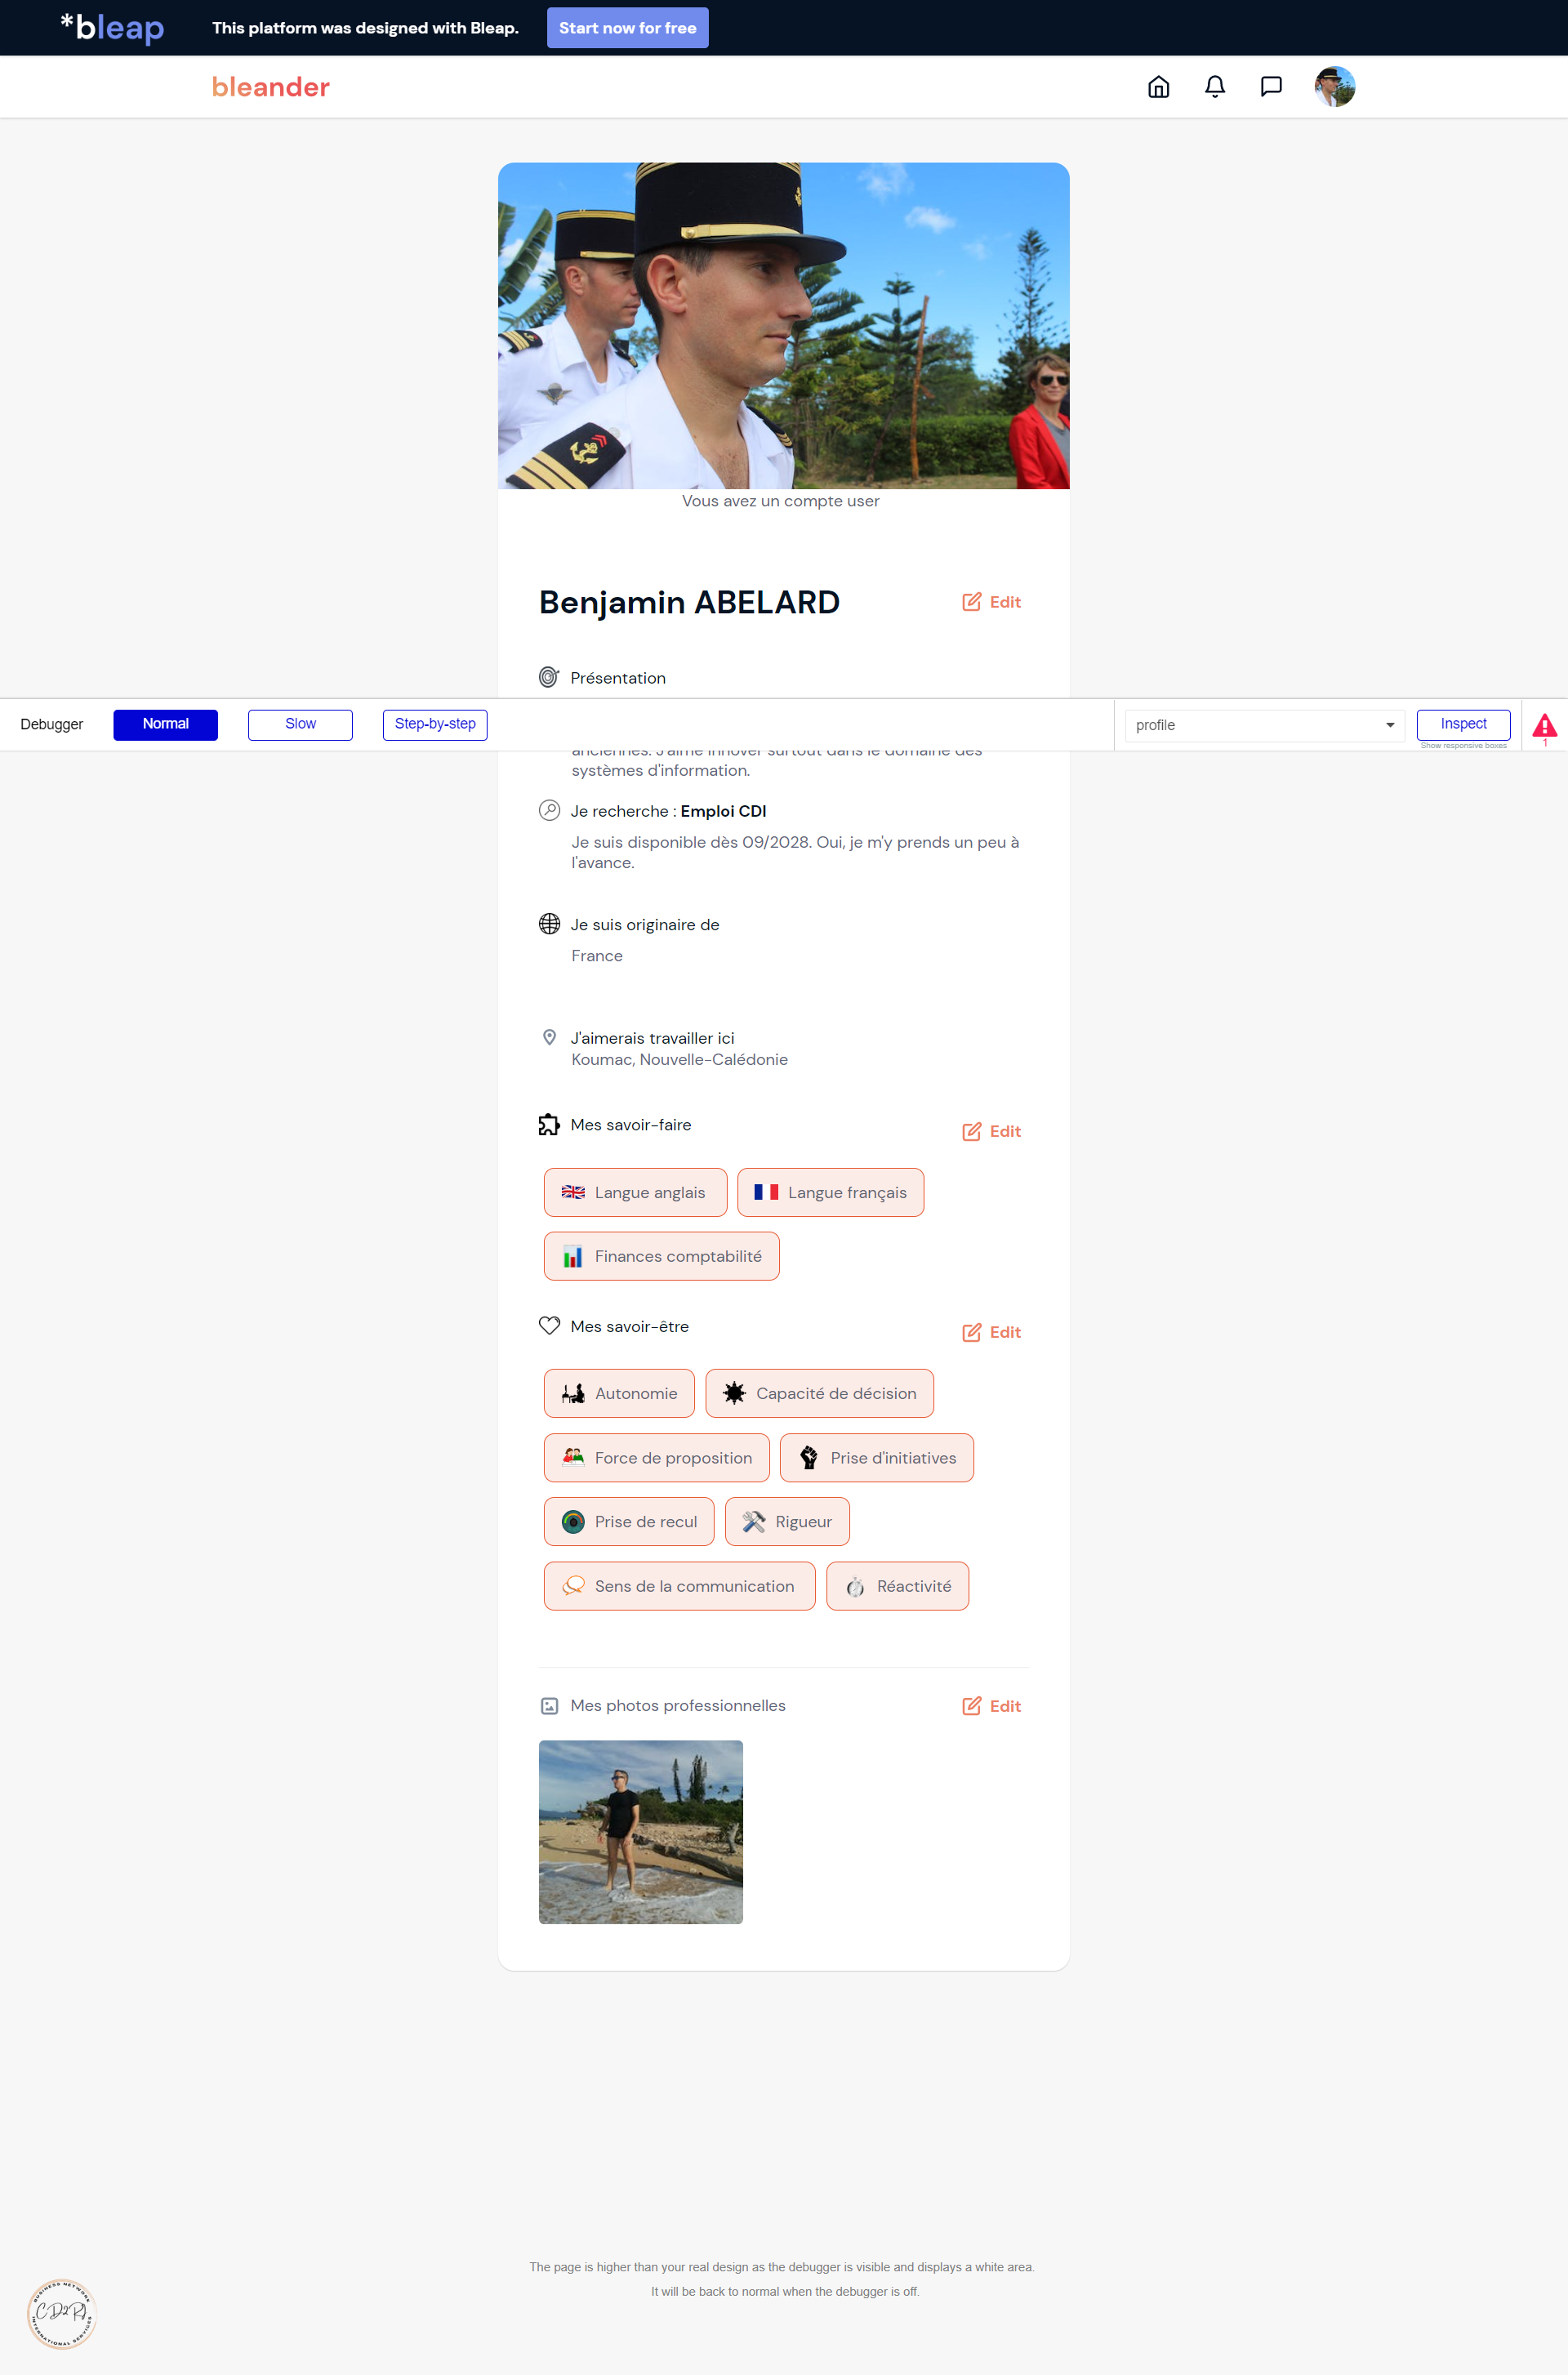 *bleap
This platform was designed with Bleap.
Start now for free
bleander
Vous avez un compte user
Benjamin ABELARD
Edit
Présentation
Debugger
Normal
Slow
Step-by-step
profile
Inspect
Show responsive boxes
1
anciennes. J'aime innover surtout dans le domaine des
systèmes d'information.
Je recherche : Emploi CDI
Je suis disponible dès 09/2028. Oui, je m'y prends un peu à
l'avance.
Je suis originaire de
France
J'aimerais travailler ici
Koumac, Nouvelle-Calédonie
Mes savoir-faire
Edit
Langue anglais
Langue français
Finances comptabilité
Mes savoir-être
Edit
Autonomie
Capacité de décision
Force de proposition
Prise d'initiatives
Prise de recul
Rigueur
Sens de la communication
Réactivité
Mes photos professionnelles
Edit
The page is higher than your real design as the debugger is visible and displays a white area.
It will be back to normal when the debugger is off.
BUSINESS NETWORK
CD2R
INTERNATIONAL SERVICES